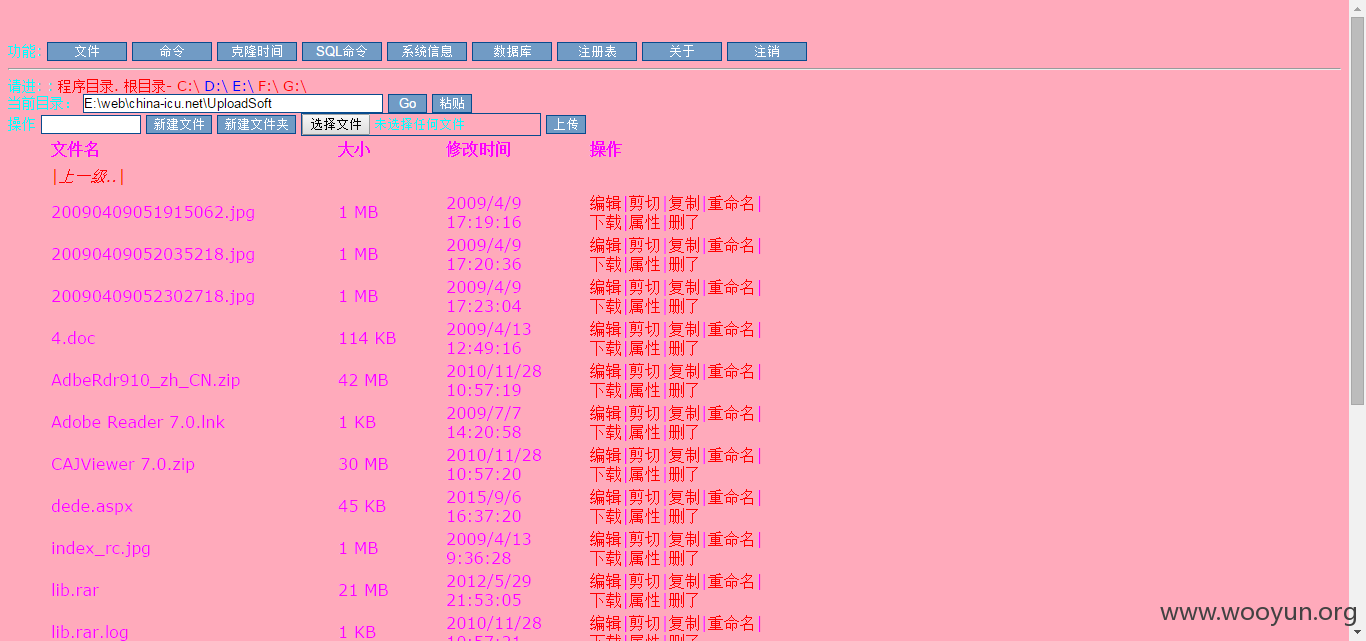 功能: 文件 命令 克隆时间 SQL命令 系统信息 数据库 注册表 关于 注销
请进: : 程序目录. 根目录- C:\ D:\ E:\ F:\ G:\
当前目录: E:\web\china-icu.net\UploadSoft Go 粘贴
操作 新建文件 新建文件夹 选择文件 未选择任何文件 上传
文件名 大小 修改时间 操作
|上一级..|
20090409051915062.jpg 1 MB 2009/4/9 编辑|剪切|复制|重命名|
17:19:16 下载|属性|删了
20090409052035218.jpg 1 MB 2009/4/9 编辑|剪切|复制|重命名|
17:20:36 下载|属性|删了
20090409052302718.jpg 1 MB 2009/4/9 编辑|剪切|复制|重命名|
17:23:04 下载|属性|删了
4.doc 114 KB 2009/4/13 编辑|剪切|复制|重命名|
12:49:16 下载|属性|删了
AdbeRdr910_zh_CN.zip 42 MB 2010/11/28 编辑|剪切|复制|重命名|
10:57:19 下载|属性|删了
Adobe Reader 7.0.lnk 1 KB 2009/7/7 编辑|剪切|复制|重命名|
14:20:58 下载|属性|删了
CAJViewer 7.0.zip 30 MB 2010/11/28 编辑|剪切|复制|重命名|
10:57:20 下载|属性|删了
dede.aspx 45 KB 2015/9/6 编辑|剪切|复制|重命名|
16:37:20 下载|属性|删了
index_rc.jpg 1 MB 2009/4/13 编辑|剪切|复制|重命名|
9:36:28 下载|属性|删了
lib.rar 21 MB 2012/5/29 编辑|剪切|复制|重命名|
21:53:05 下载|属性|删了
lib.rar.log 1 KB 2010/11/28 编辑|剪切|复制|重命名|
10:57:21 下载|属性|删了
www.wooyun.org